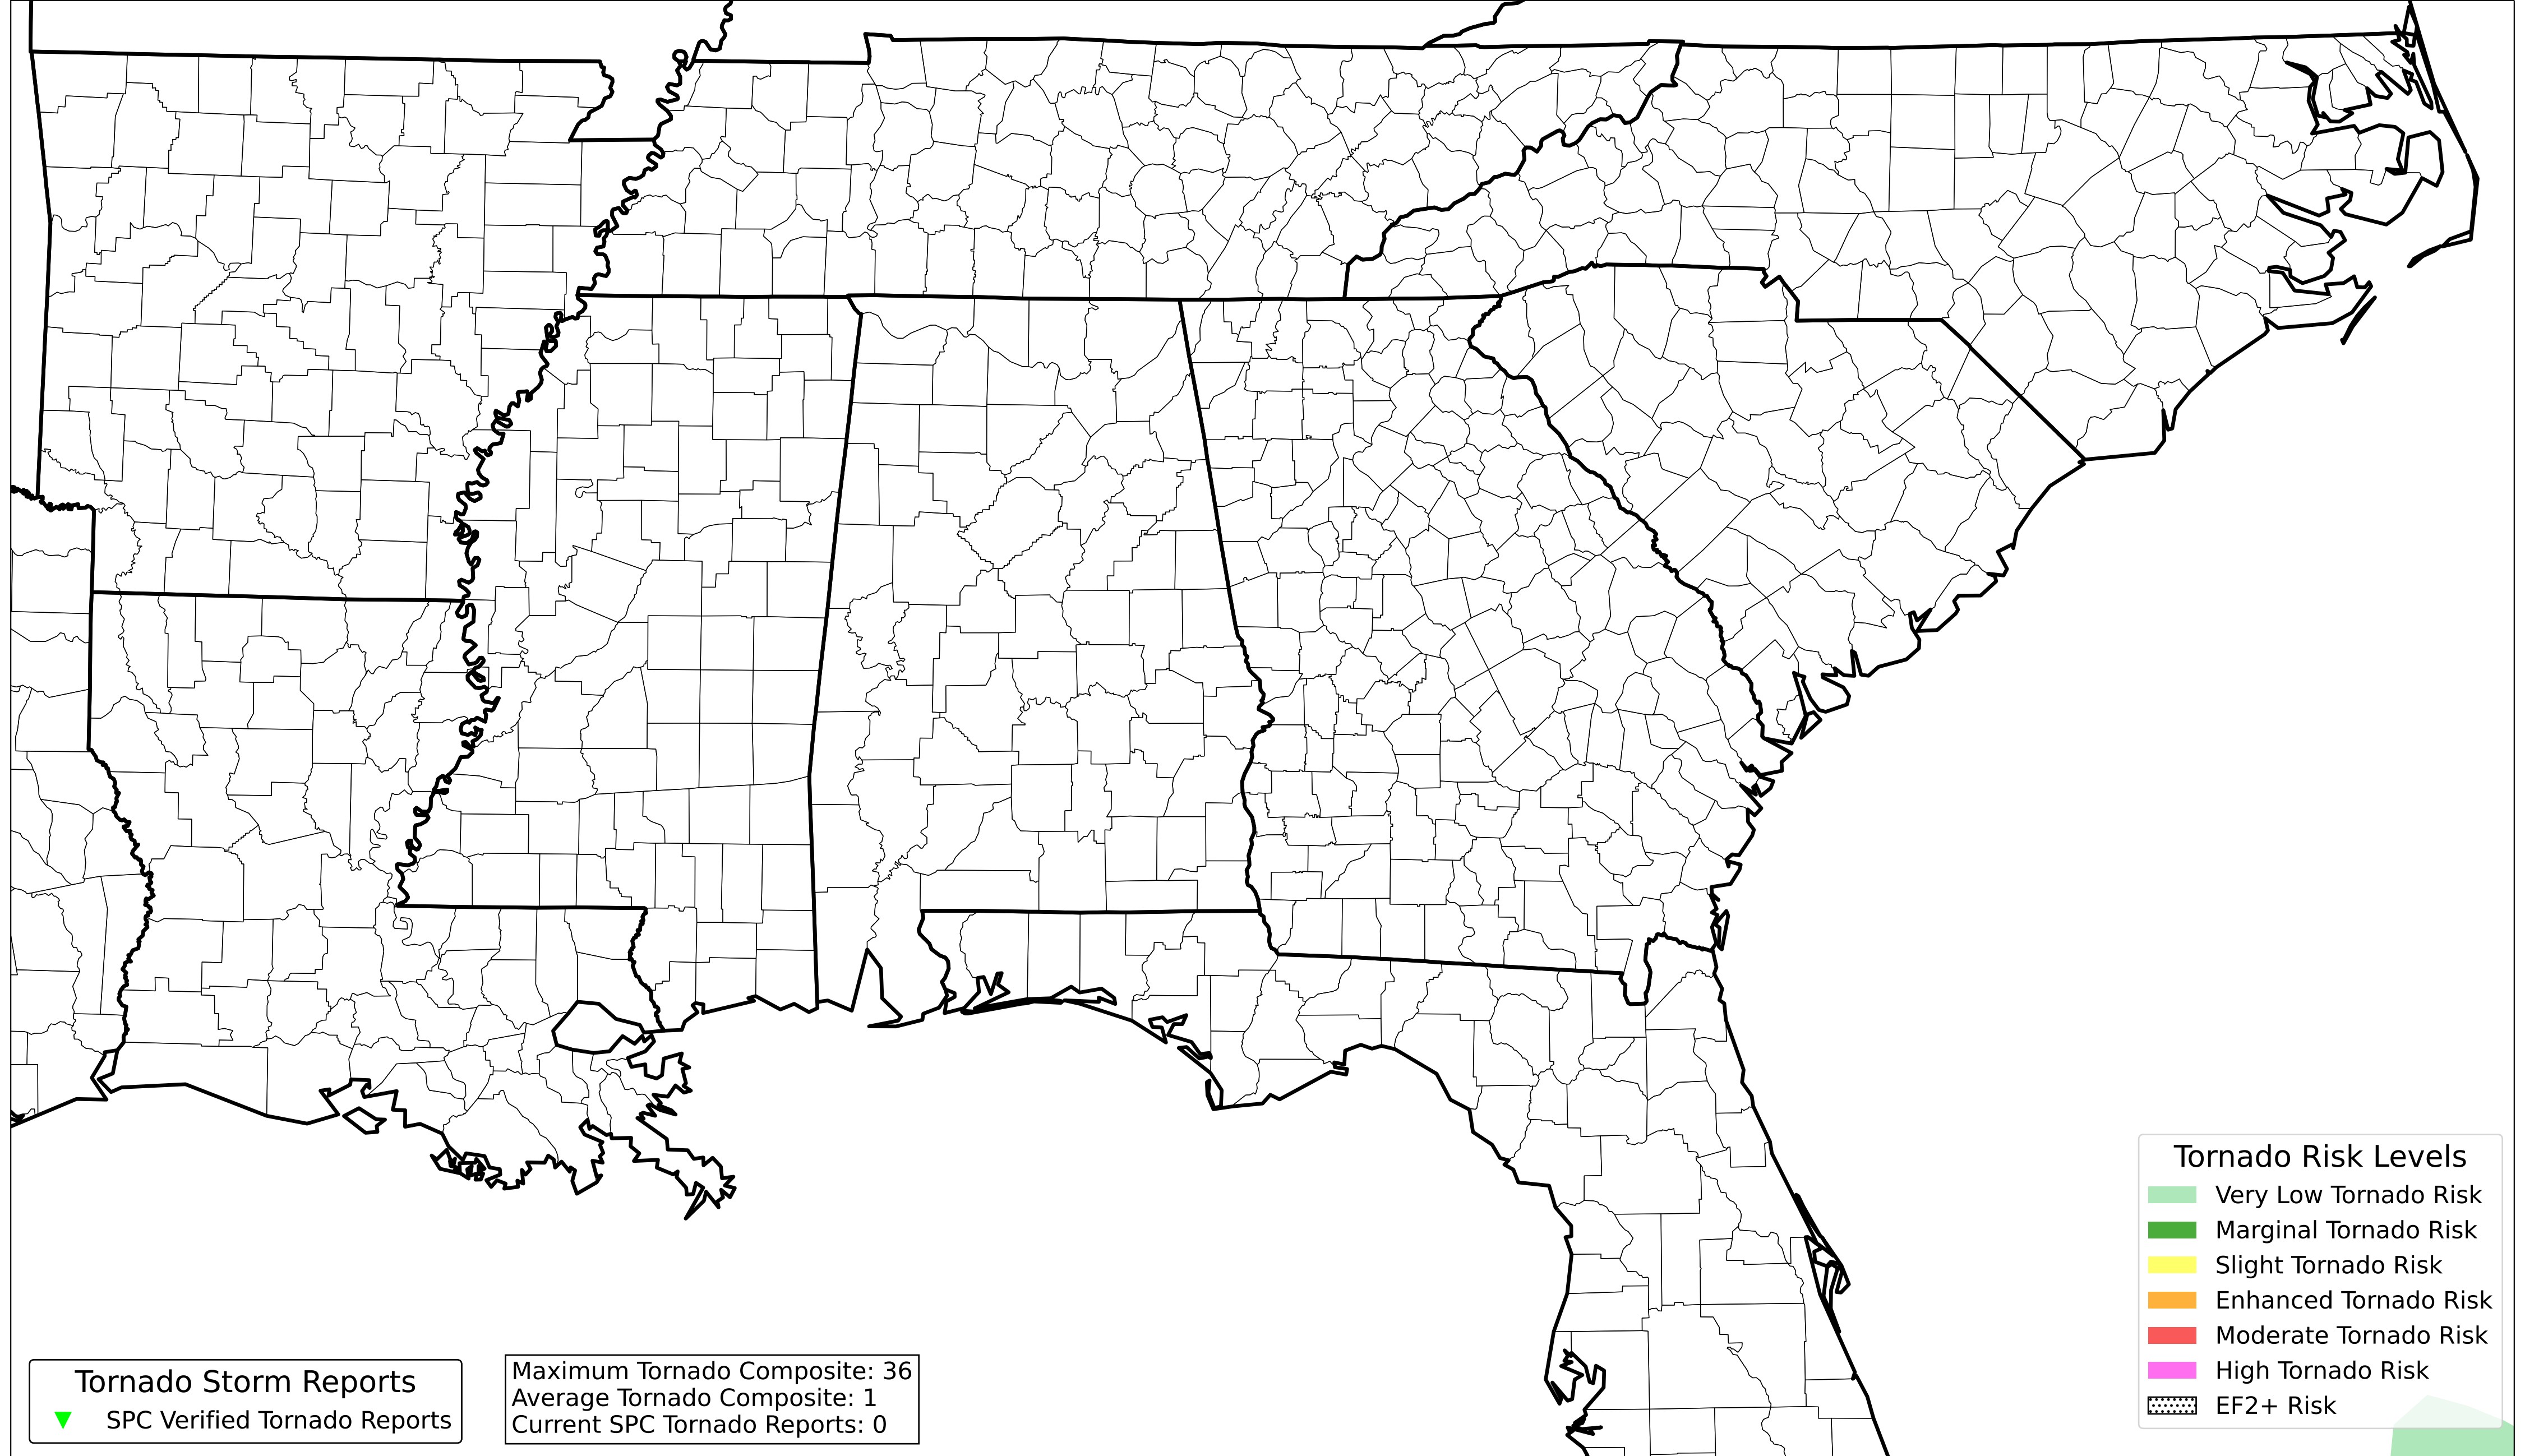 Tornado Risk Levels
Very Low Tornado Risk
Marginal Tornado Risk
Slight Tornado Risk
Enhanced Tornado Risk
Moderate Tornado Risk
High Tornado Risk
EF2+ Risk
Tornado Storm Reports
SPC Verified Tornado Reports
Maximum Tornado Composite: 36
Average Tornado Composite: 1
Current SPC Tornado Reports: 0